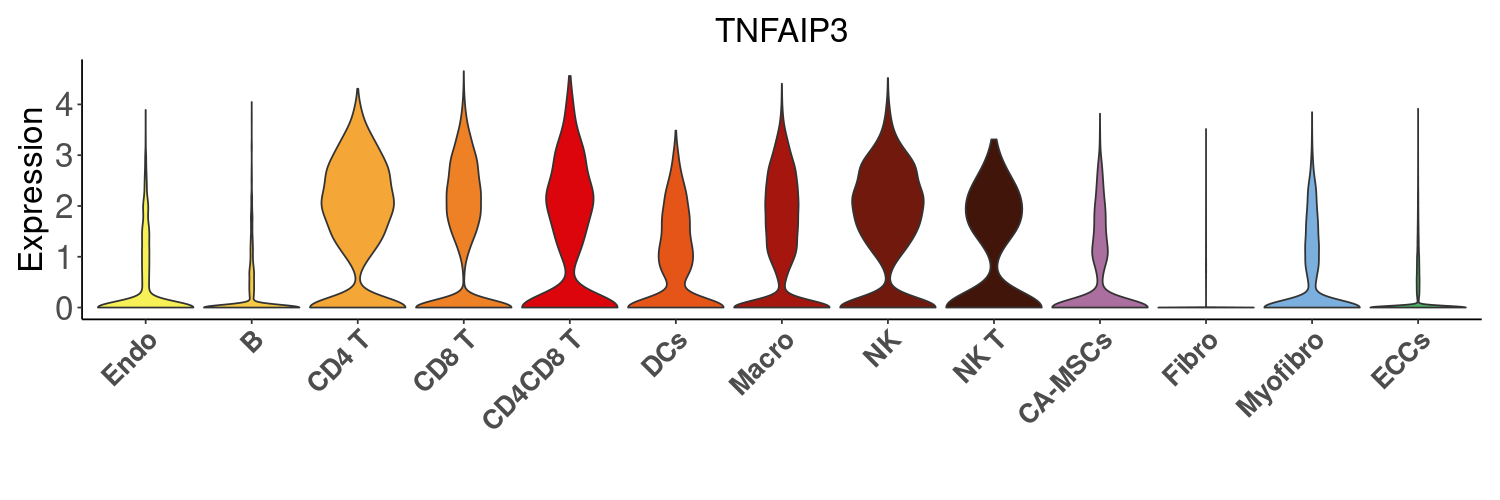 TNFAIP3
Expression
4
3
2
1
0
Endo
B
CD4 T
CD8 T
CD4CD8 T
DCs
Macro
NK
NK T
CA-MSCs
Fibro
Myofibro
ECCs